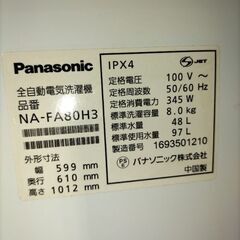 Panasonic
全自動電気洗濯機
品番
NA-FA80H3
外形寸法
幅 599 mm
奥行 610 mm
高さ 1012 mm
IPX4
S JET
定格電圧 100 V ～
定格周波数 50/60 Hz
定格消費電力 345 W
標準洗濯容量 8.0 kg
標準水量 48 L
標準使用水量 97 L
製造番号 1693501210
PS E パナソニック株式会社
中国製